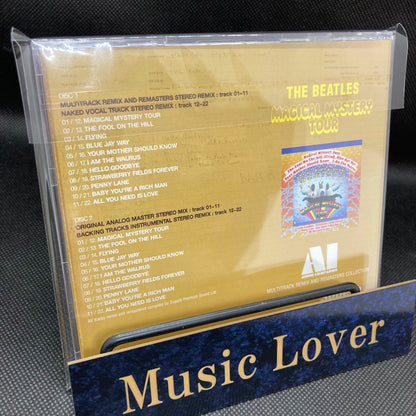 DISC 1
MULTITRACK REMIX AND REMASTERS STEREO REMIX : track 01-11
NAKED VOCAL TRACK STEREO REMIX : track 12-22
01 / 12. MAGICAL MYSTERY TOUR
02 / 13. THE FOOL ON THE HILL
03 / 14. FLYING
04 / 15. BLUE JAY WAY
05 / 16. YOUR MOTHER SHOULD KNOW
06 / 17. I AM THE WALRUS
07 / 18. HELLO GOODBYE
08 / 19. STRAWBERRY FIELDS FOREVER
09 / 20. PENNY LANE
10 / 21. BABY YOU'RE A RICH MAN
11 / 22. ALL YOU NEED IS LOVE
DISC 2
ORIGINAL ANALOG MASTER STEREO MIX : track 01-11
BACKING TRACKS INSTRUMENTAL STEREO REMIX : track 12-22
01 / 12. MAGICAL MYSTERY TOUR
02 / 13. THE FOOL ON THE HILL
03 / 14. FLYING
04 / 15. BLUE JAY WAY
05 / 16. YOUR MOTHER SHOULD KNOW
06 / 17. I AM THE WALRUS
07 / 18. HELLO GOODBYE
08 / 19. STRAWBERRY FIELDS FOREVER
09 / 20. PENNY LANE
10 / 21. BABY YOU'RE A RICH MAN
11 / 22. ALL YOU NEED IS LOVE
THE BEATLES
MAGICAL MYSTERY
TOUR
AI
MULTITRACK REMIX AND REMASTERS COLLECTION
Music Lover